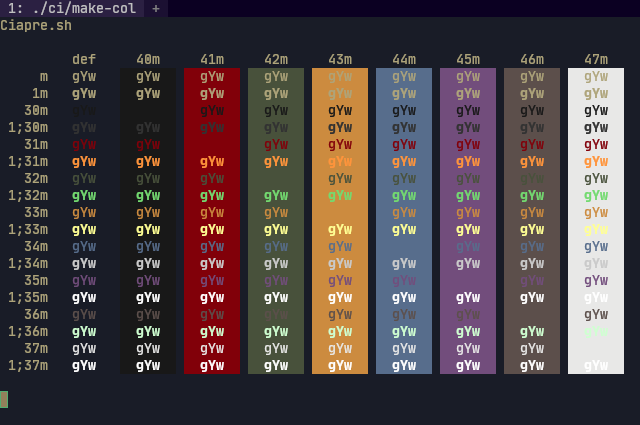 1: ./ci/make-col +
Ciapre.sh
def 40m 41m 42m 43m 44m 45m 46m 47m
m gYw gYw gYw gYw gYw gYw gYw gYw gYw
1m gYw gYw gYw gYw gYw gYw gYw gYw gYw
30m gYw gYw gYw gYw gYw gYw gYw gYw
1;30m gYw gYw gYw gYw gYw gYw gYw gYw gYw
31m gYw gYw gYw gYw gYw gYw gYw gYw
1;31m gYw gYw gYw gYw gYw gYw gYw gYw gYw
32m gYw gYw gYw gYw gYw gYw gYw gYw
1;32m gYw gYw gYw gYw gYw gYw gYw gYw gYw
33m gYw gYw gYw gYw gYw gYw gYw gYw
1;33m gYw gYw gYw gYw gYw gYw gYw gYw gYw
34m gYw gYw gYw gYw gYw gYw gYw gYw
1;34m gYw gYw gYw gYw gYw gYw gYw gYw gYw
35m gYw gYw gYw gYw gYw gYw gYw gYw
1;35m gYw gYw gYw gYw gYw gYw gYw gYw gYw
36m gYw gYw gYw gYw gYw gYw gYw gYw
1;36m gYw gYw gYw gYw gYw gYw gYw gYw gYw
37m gYw gYw gYw gYw gYw gYw gYw gYw
1;37m gYw gYw gYw gYw gYw gYw gYw gYw gYw